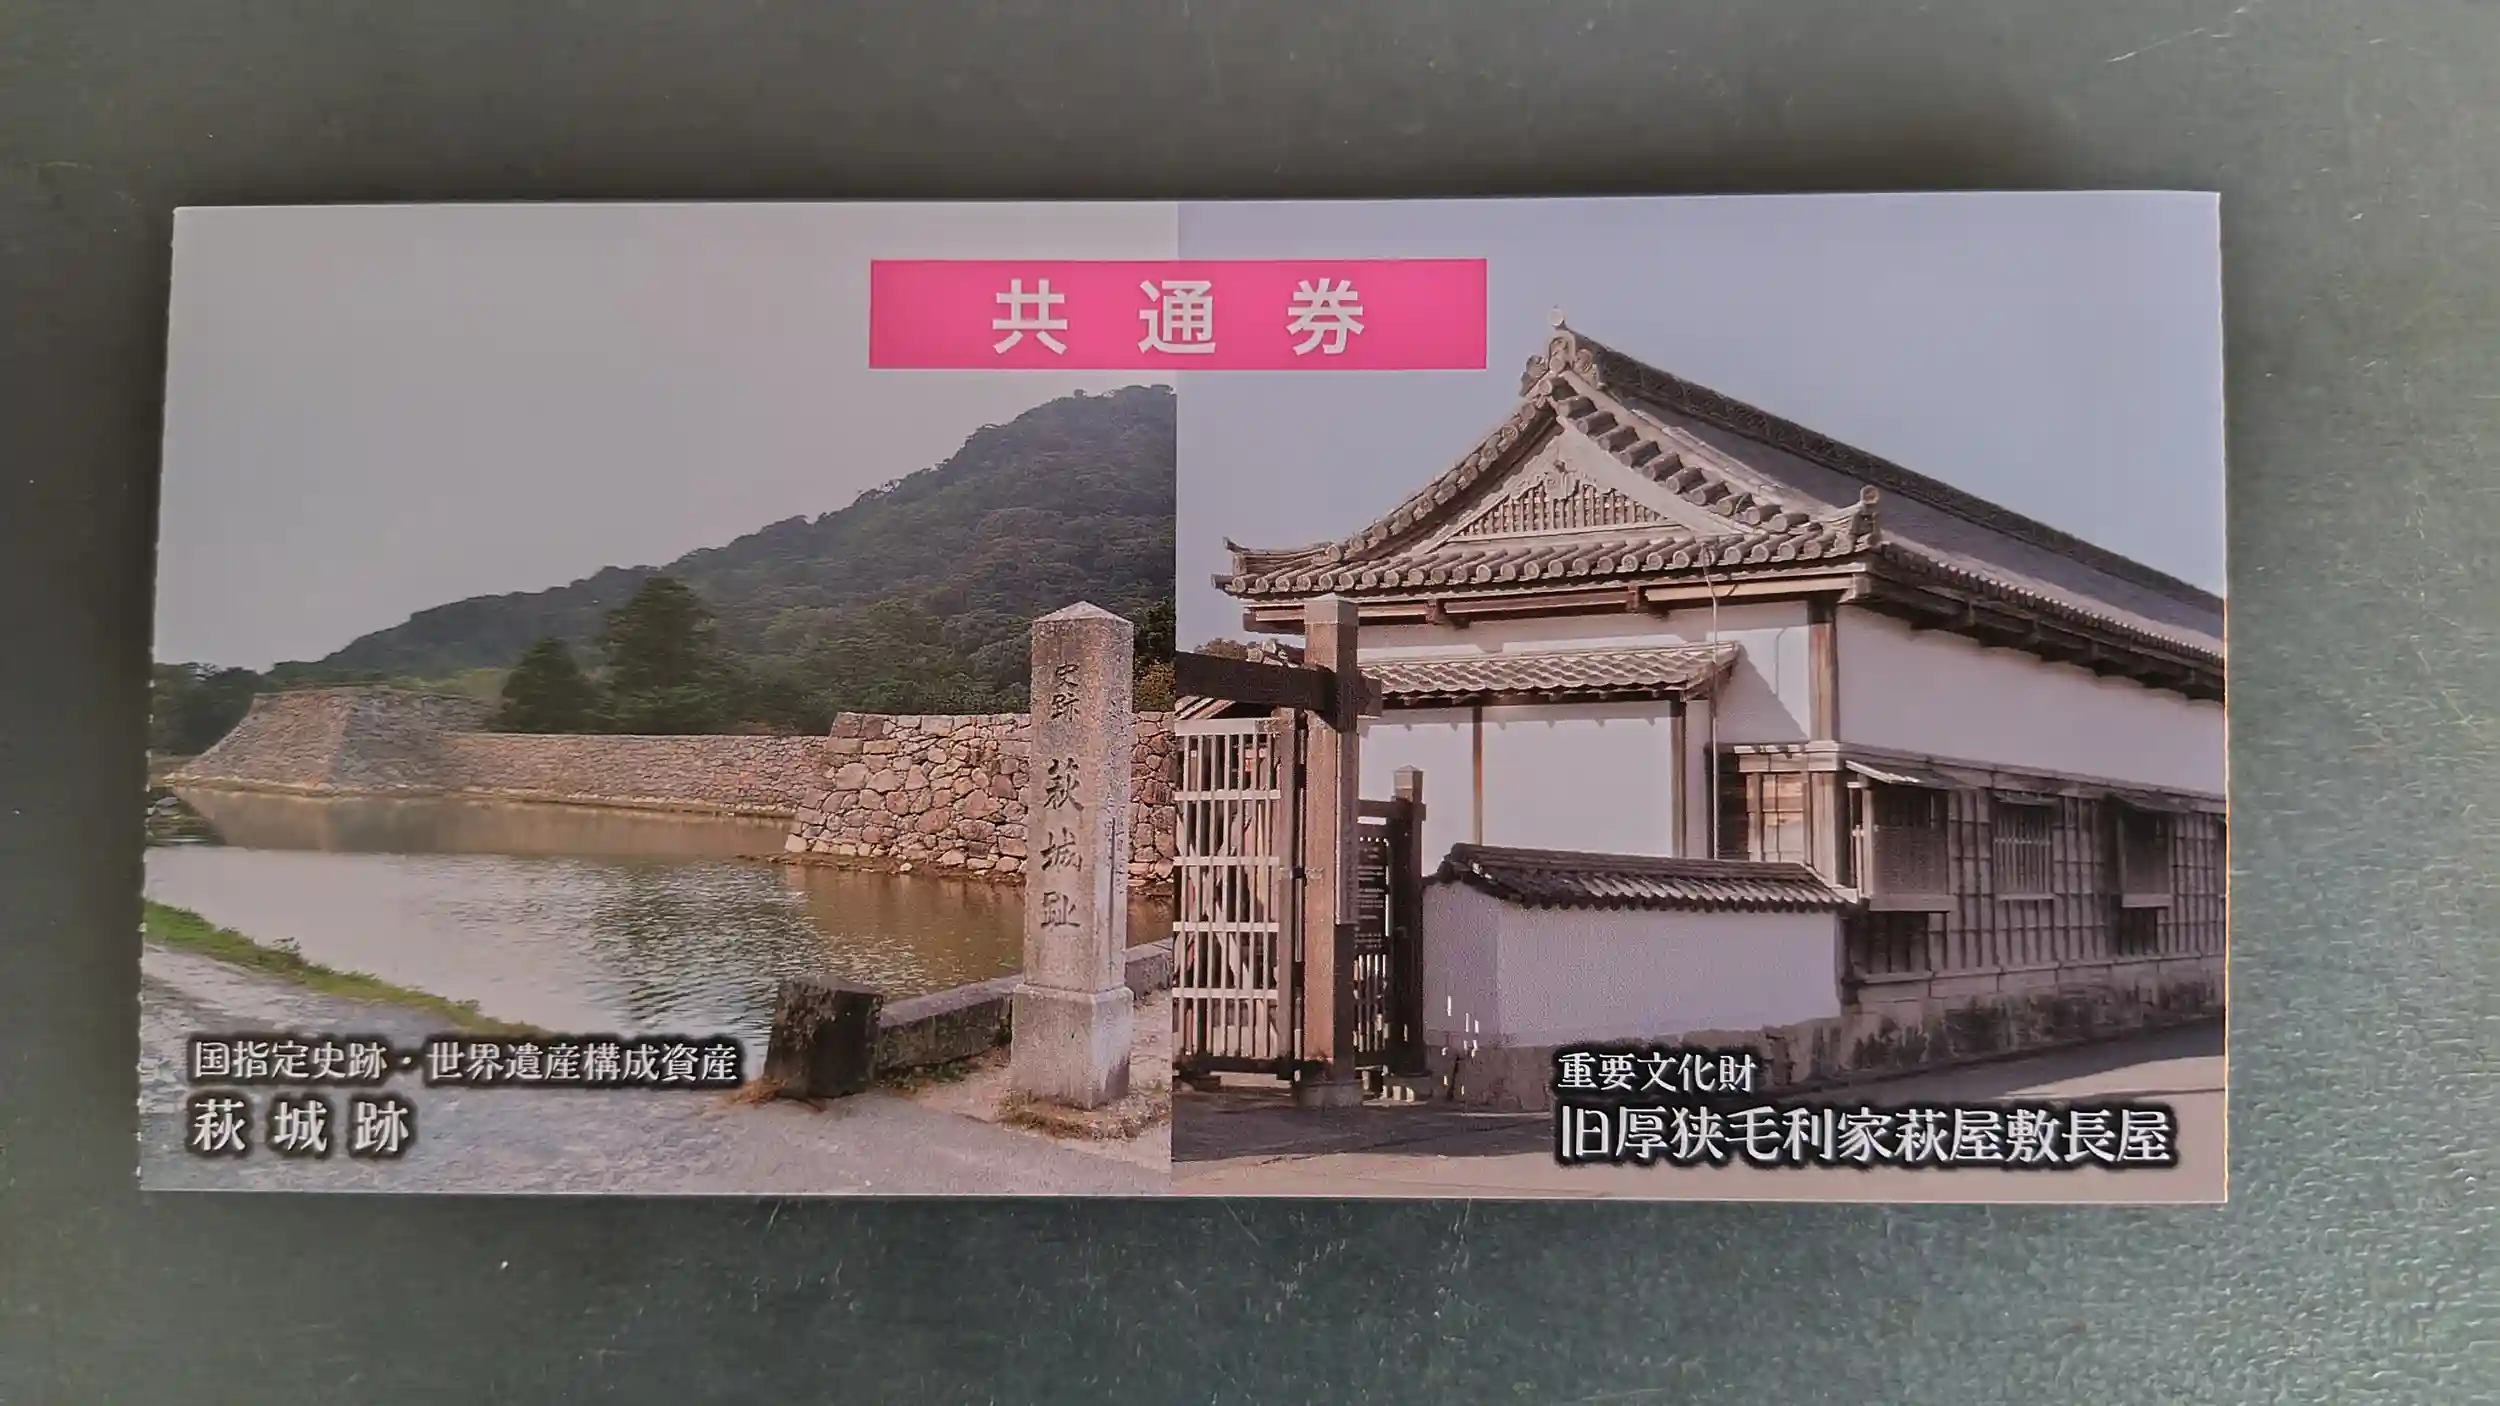 共通券
史跡 萩城趾
国指定史跡・世界遺産構成資産
萩城跡
重要文化財
旧厚狭毛利家萩屋敷長屋